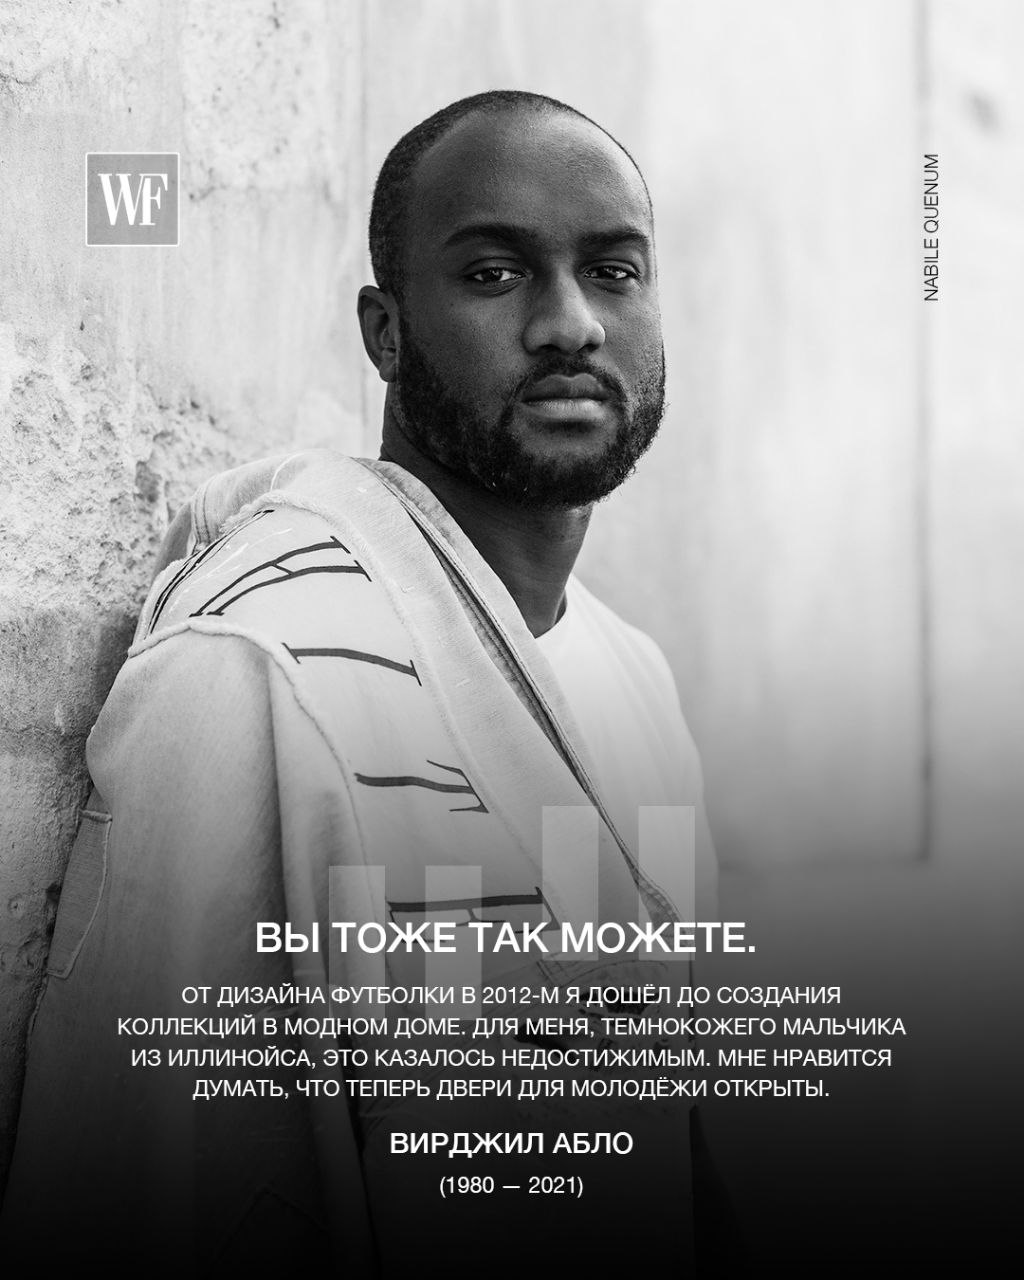 WF
NABILE QUENUM
ВЫ ТОЖЕ ТАК МОЖЕТЕ.
ОТ ДИЗАЙНА ФУТБОЛКИ В 2012-М Я ДОШЁЛ ДО СОЗДАНИЯ
КОЛЛЕКЦИЙ В МОДНОМ ДОМЕ. ДЛЯ МЕНЯ, ТЕМНОКОЖЕГО МАЛЬЧИКА
ИЗ ИЛЛИНОЙСА, ЭТО КАЗАЛОСЬ НЕДОСТИЖИМЫМ. МНЕ НРАВИТСЯ
ДУМАТЬ, ЧТО ТЕПЕРЬ ДВЕРИ ДЛЯ МОЛОДЁЖИ ОТКРЫТЫ.
ВИРДЖИЛ АБЛО
(1980 — 2021)